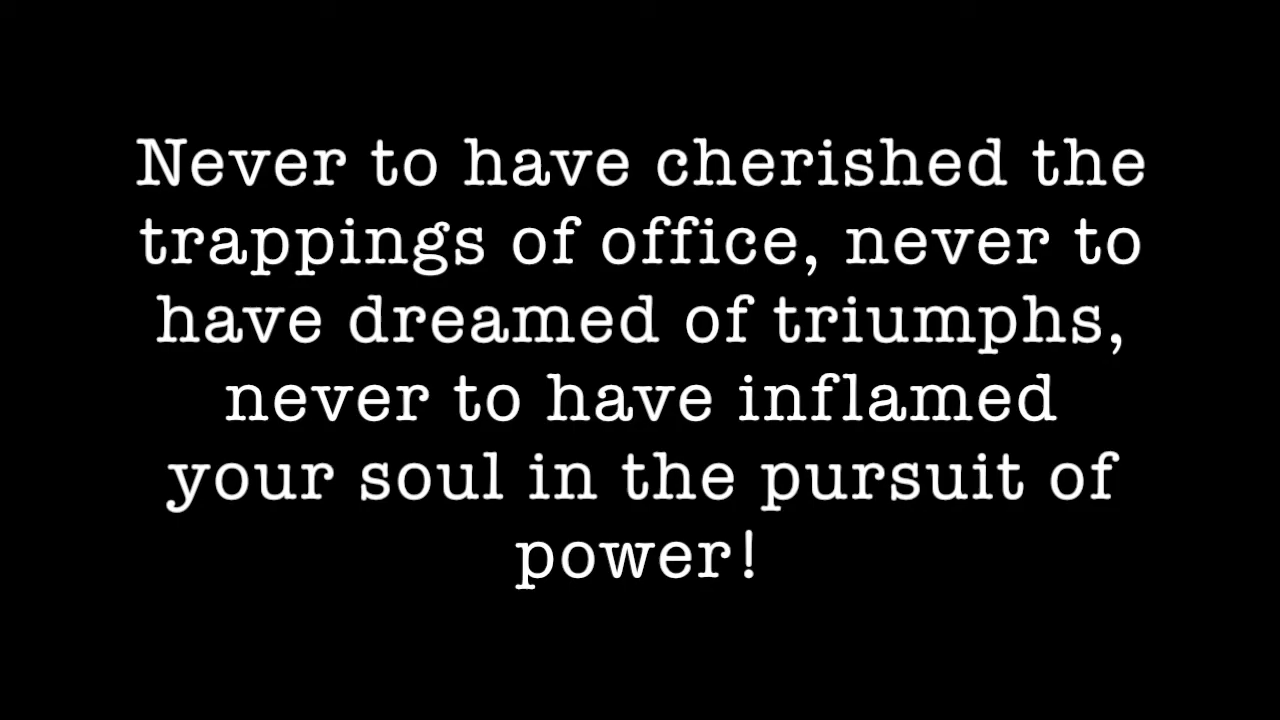 Never to have cherished the
trappings of office, never to
have dreamed of triumphs,
never to have inflamed
your soul in the pursuit of
power!